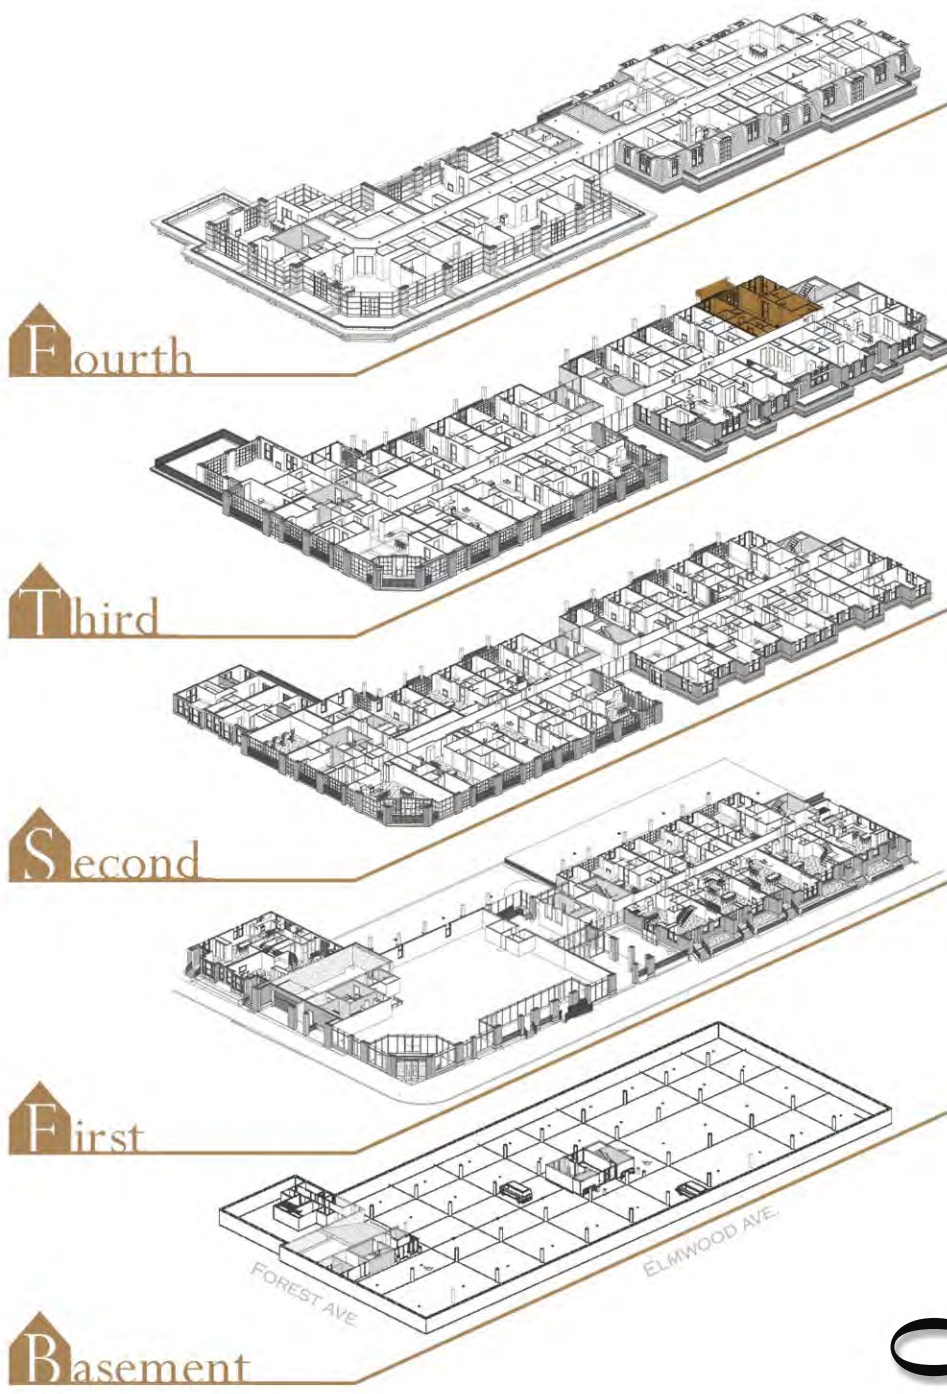 Fourth
Third
Second
First
FOREST AVE.
ELMWOOD AVE.
Basement